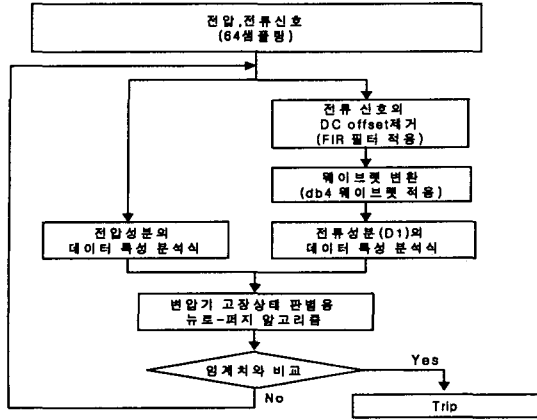 전압,전류신호
(64샘플링)
전류 신호의
DC offset제거
(FIR 필터 적용)
웨이브렛 변환
(db4 웨이브렛 적용)
전압성분의
데이터 특성 분석식
전류성분(D1)의
데이터 특성 분석식
변압기 고장상태 판별용
뉴로-퍼지 알고리즘
임계치와 비교
Yes
No
Trip